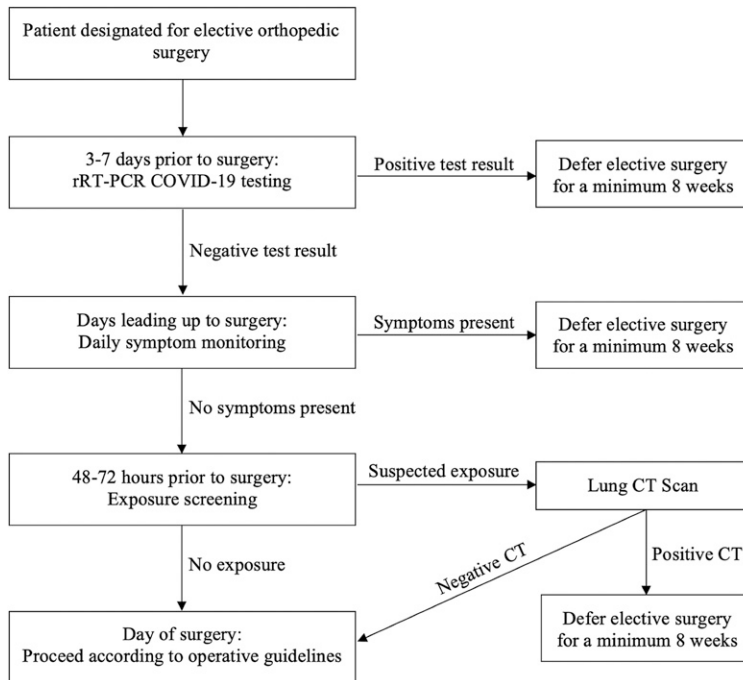 Patient designated for elective orthopedic
surgery
3-7 days prior to surgery:
rRT-PCR COVID-19 testing
Positive test result
Defer elective surgery
for a minimum 8 weeks
Negative test result
Days leading up to surgery:
Daily symptom monitoring
Symptoms present
Defer elective surgery
for a minimum 8 weeks
No symptoms present
48-72 hours prior to surgery:
Exposure screening
Suspected exposure
Lung CT Scan
No exposure
Negative CT
Positive CT
Day of surgery:
Proceed according to operative guidelines
Defer elective surgery
for a minimum 8 weeks